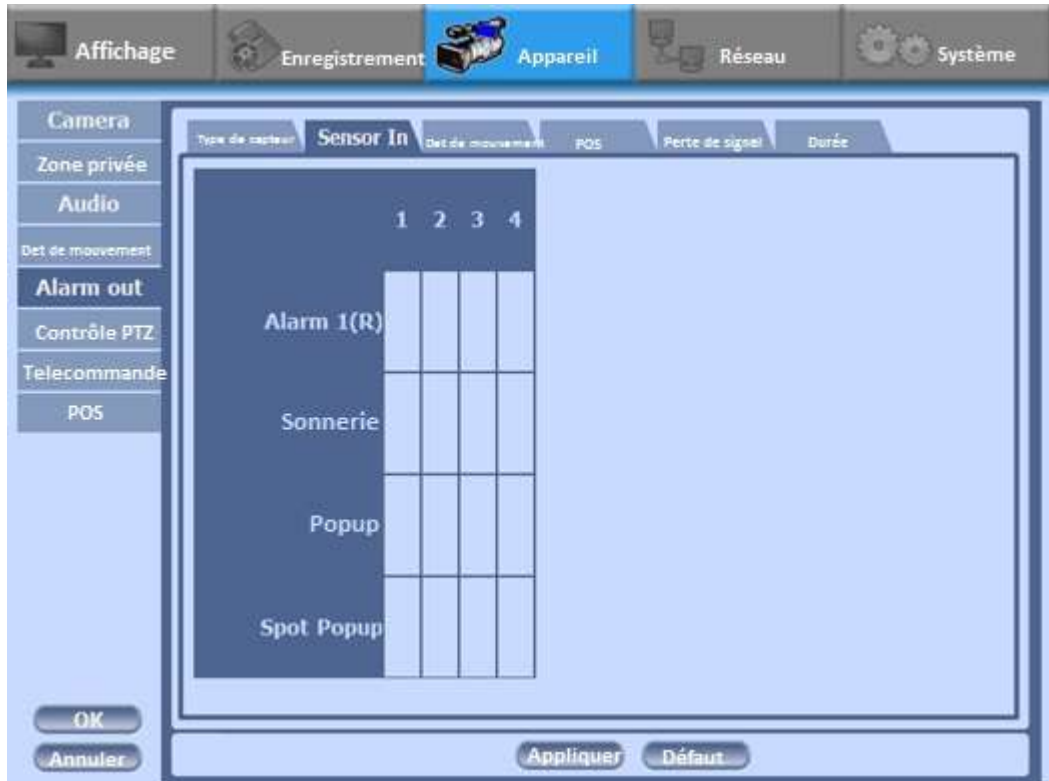 Affichage Enregistrement Appareil Réseau Système
Camera
Zone privée
Audio
Det de mouvement
Alarm out
Contrôle PTZ
Telecommande
POS
Type de capteur Sensor In Det de mouvement POS Perte de signal Durée
1 2 3 4
Alarm 1(R)
Sonnerie
Popup
Spot Popup
OK
Annuler
Appliquer Défaut